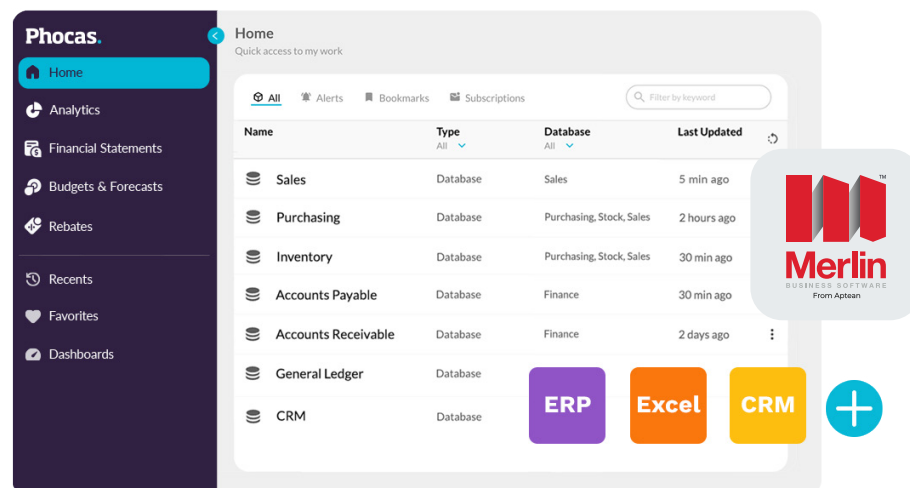 Phocas.
Home
Analytics
Financial Statements
Budgets & Forecasts
Rebates
Recents
Favorites
Dashboards
Home
Quick access to my work
All Alerts Bookmarks Subscriptions Filter by keyword
Name Type Database Last Updated
All All
Sales Database Sales 5 min ago
Purchasing Database Purchasing, Stock, Sales 2 hours ago
Inventory Database Purchasing, Stock, Sales 30 min ago
Accounts Payable Database Finance 30 min ago
Accounts Receivable Database Finance 2 days ago
General Ledger Database
CRM Database
ERP Excel CRM
TM
Merlin
BUSINESS SOFTWARE
From Aptean